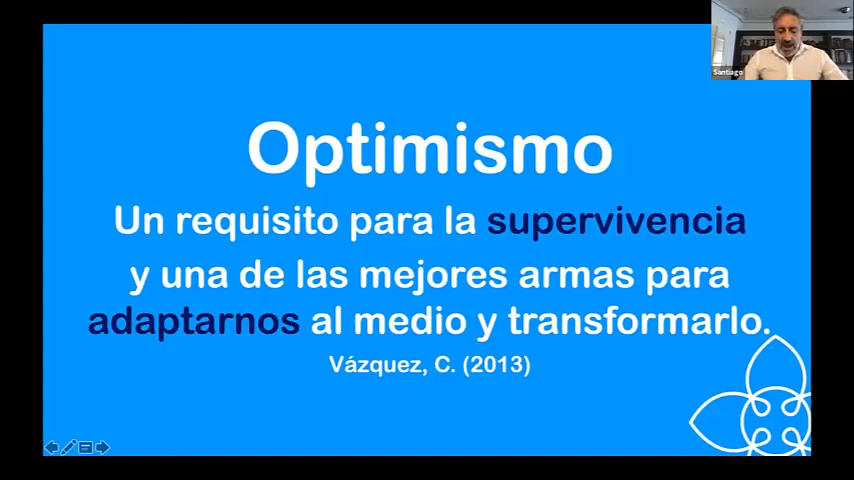 Santiago
Optimismo
Un requisito para la supervivencia
y una de las mejores armas para
adaptarnos al medio y transformarlo.
Vázquez, C. (2013)